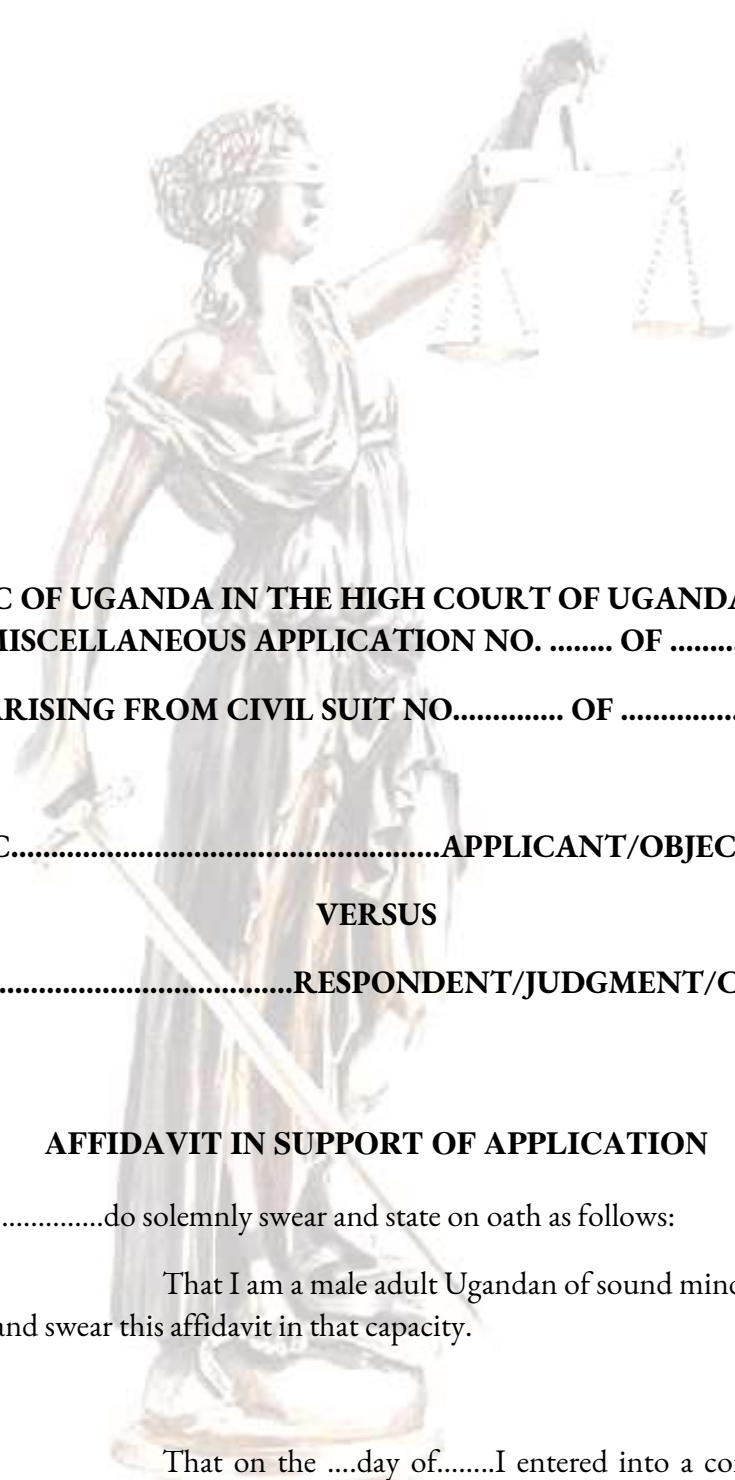 C OF UGANDA IN THE HIGH COURT OF UGANDA
MISCELLANEOUS APPLICATION NO. ........ OF .........
RISING FROM CIVIL SUIT NO.............. OF ...............
C.....................................................APPLICANT/OBJEC
VERSUS
.....................................RESPONDENT/JUDGMENT/C
AFFIDAVIT IN SUPPORT OF APPLICATION
..............do solemnly swear and state on oath as follows:
That I am a male adult Ugandan of sound mind
and swear this affidavit in that capacity.
That on the ....day of.......I entered into a co